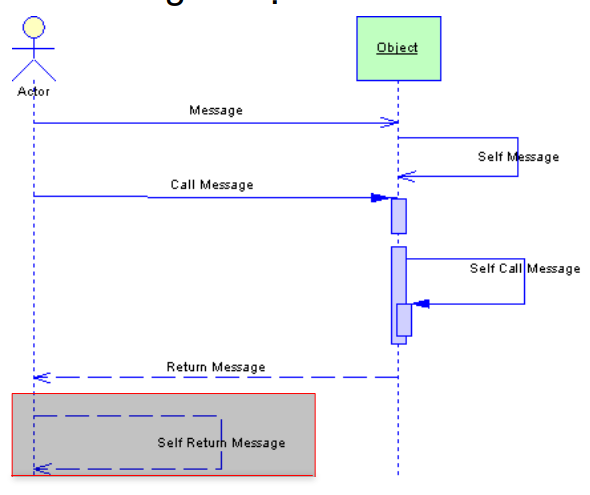 Object
Actor
Message
Self Message
Call Message
Self Call Message
Return Message
Self Return Message